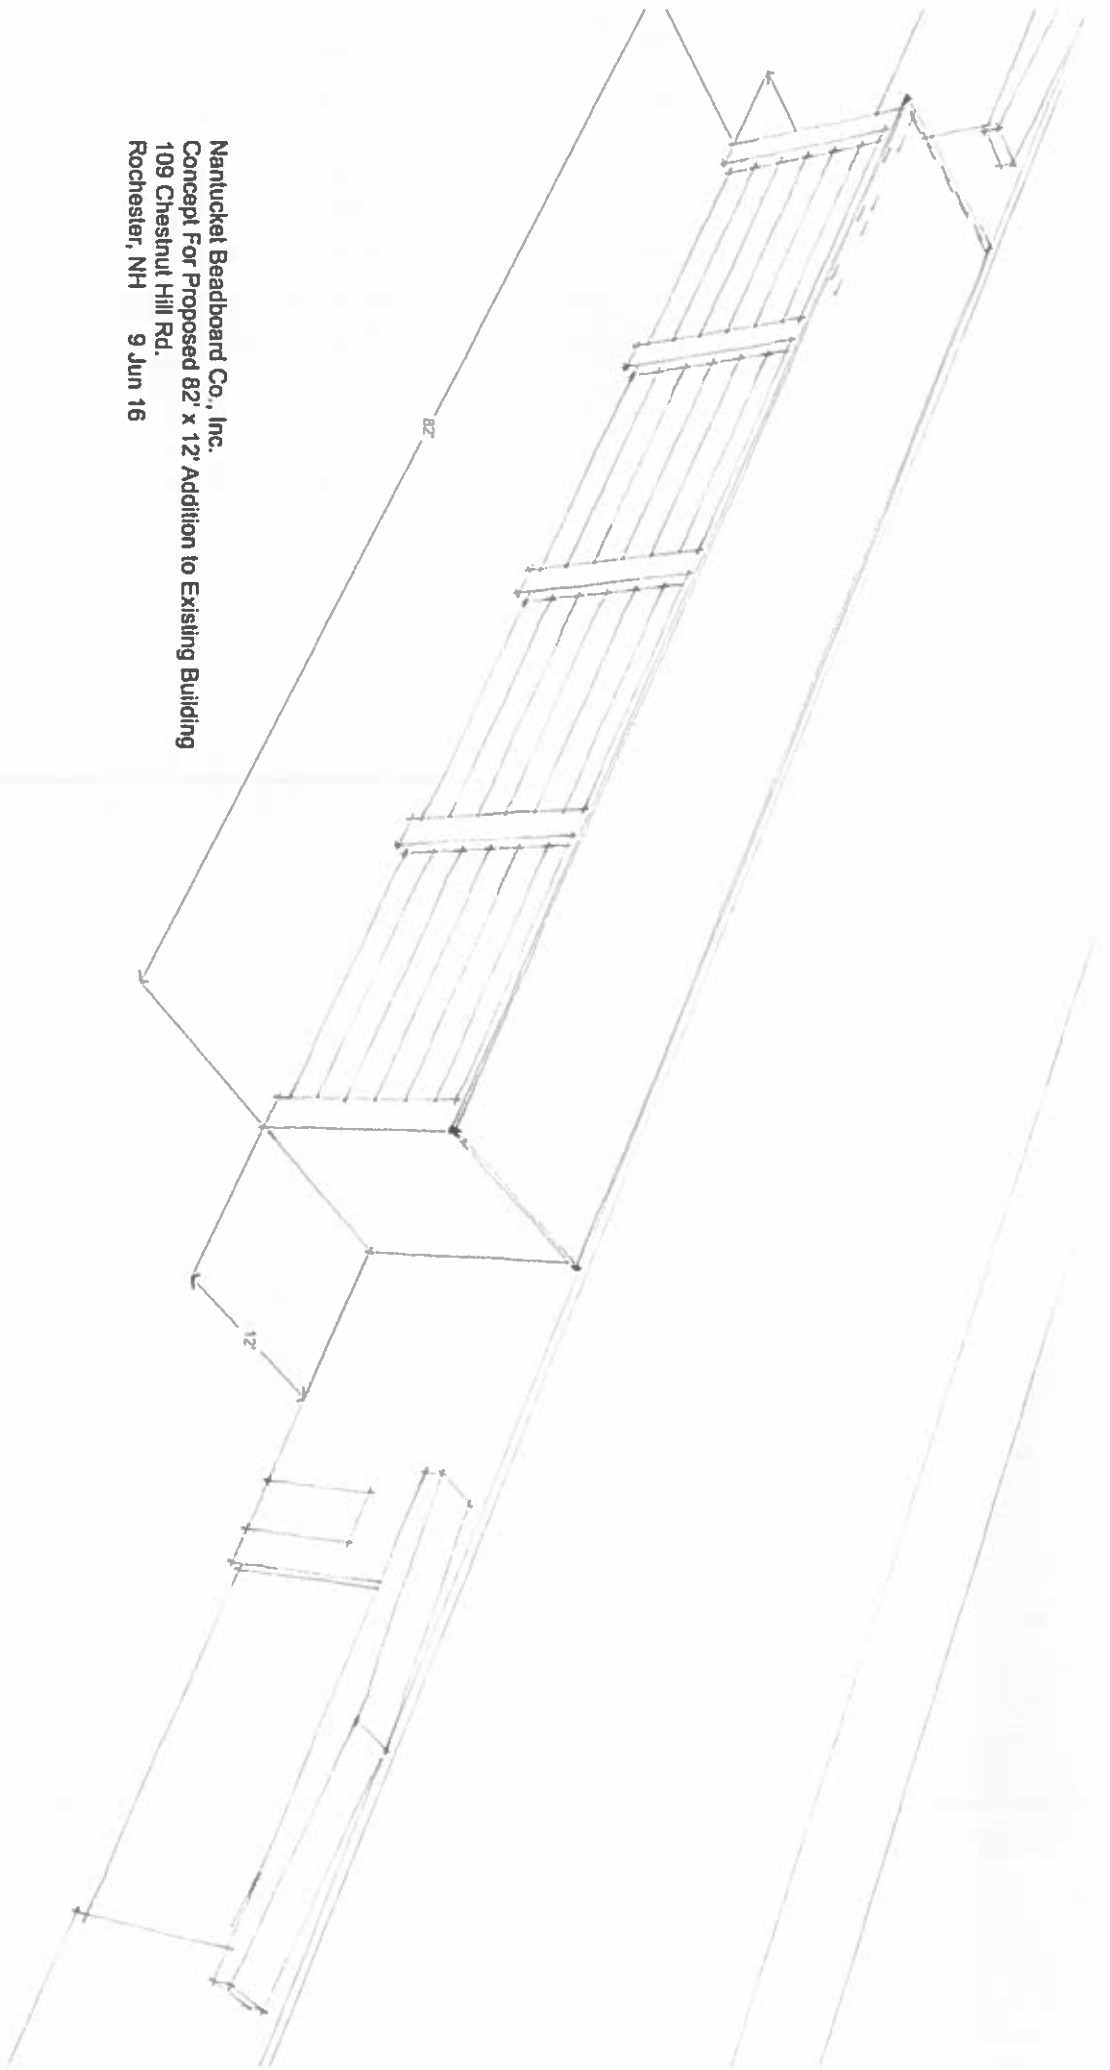 Nantucket Beadboard Co., Inc.
Concept For Proposed 82' x 12' Addition to Existing Building
109 Chestnut Hill Rd.
Rochester, NH 9 Jun 16
82'
12'